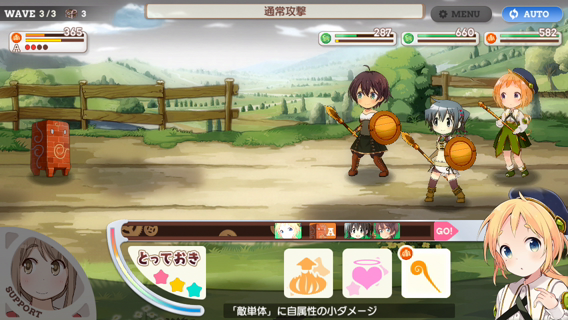 WAVE 3/3 3
通常攻撃
MENU
AUTO
365
A
287
660
582
A
GO!
とっておき
SUPPORT
「敵単体」に自属性の小ダメージ